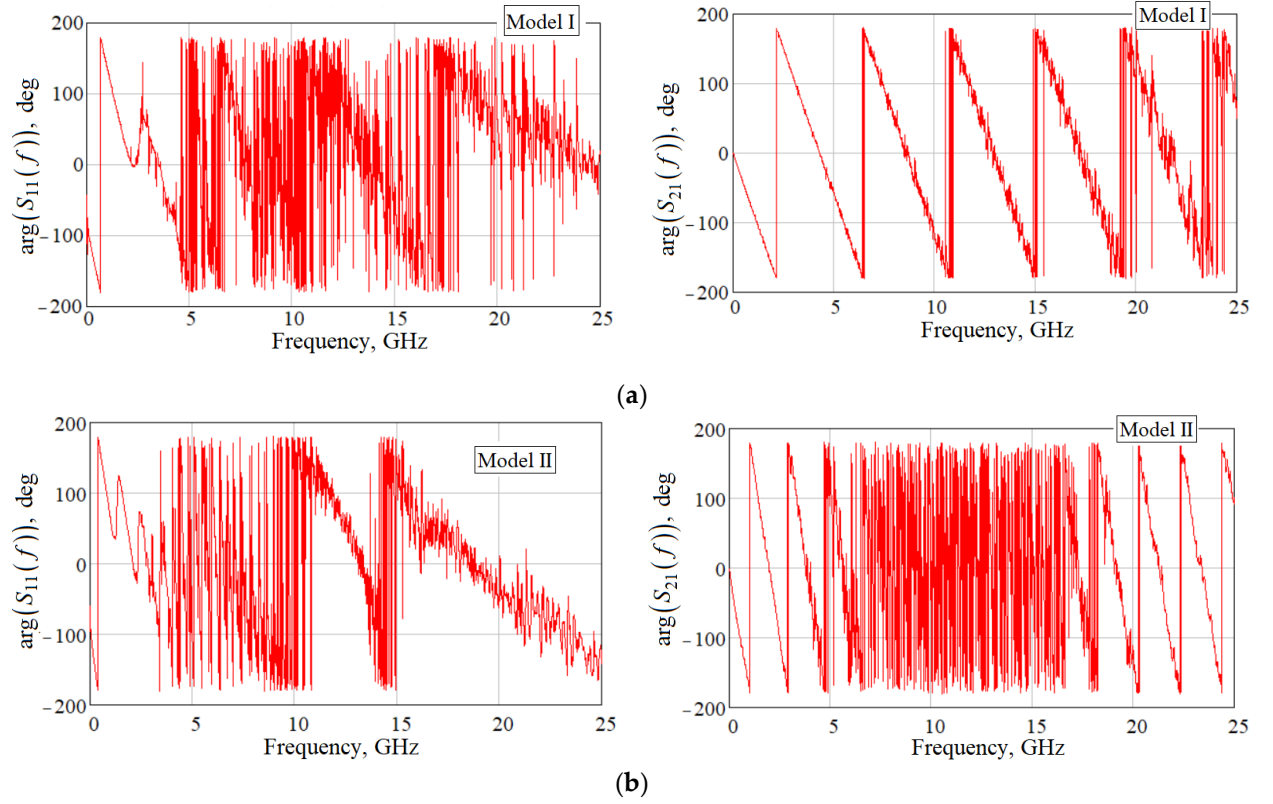 Model I
200
100
0
−100
−200
arg(S11(f)), deg
0 5 10 15 20 25
Frequency, GHz
Model I
200
100
0
−100
−200
arg(S21(f)), deg
0 5 10 15 20 25
Frequency, GHz
(a)
Model II
200
100
0
−100
−200
arg(S11(f)), deg
0 5 10 15 20 25
Frequency, GHz
Model II
200
100
0
−100
−200
arg(S21(f)), deg
0 5 10 15 20 25
Frequency, GHz
(b)